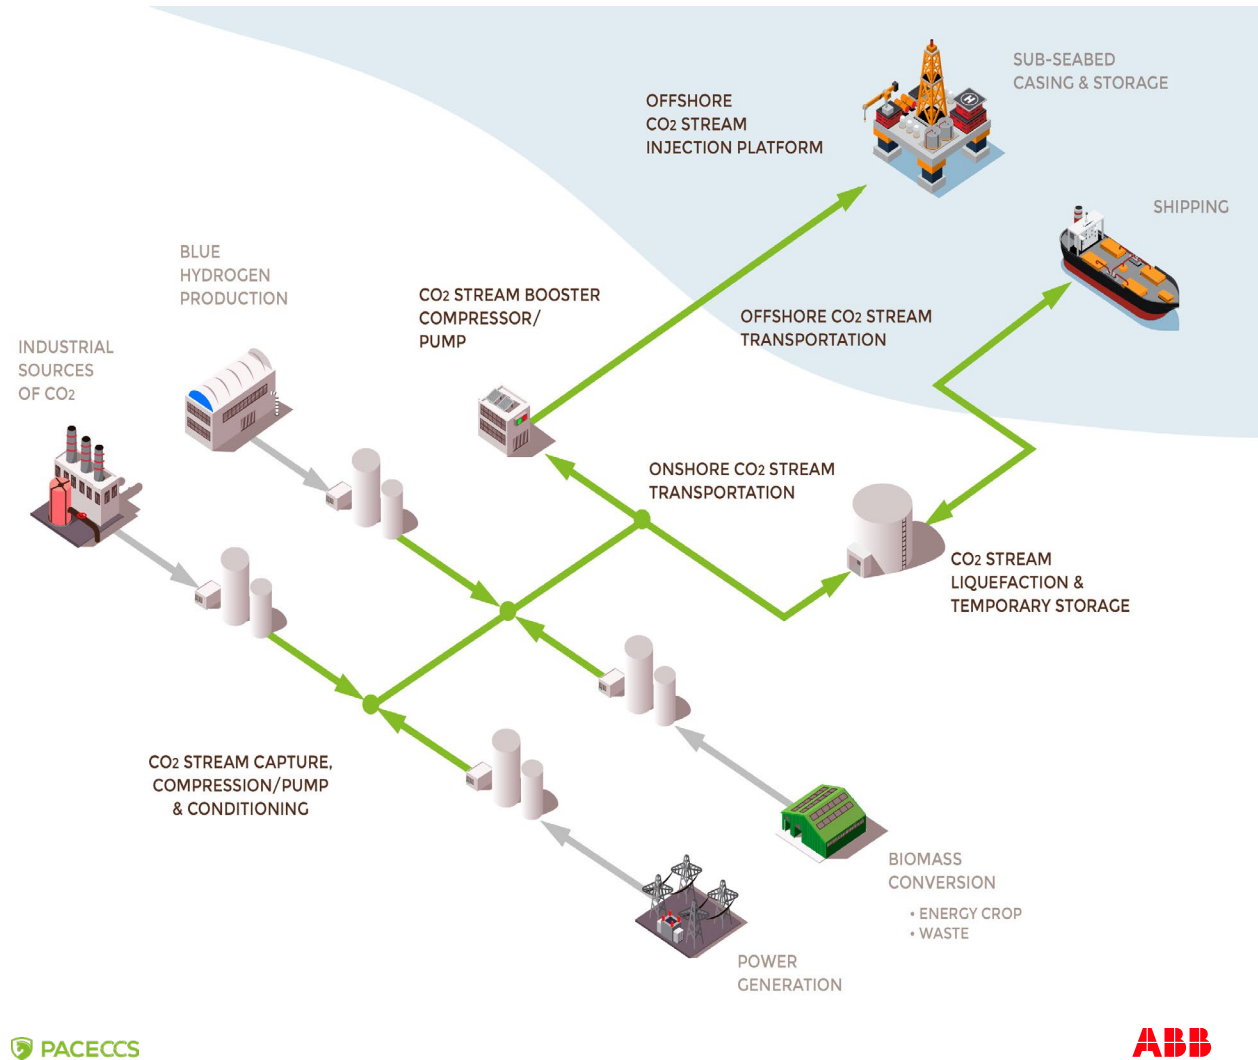 SUB-SEABED
CASING & STORAGE
OFFSHORE
CO2 STREAM
INJECTION PLATFORM
SHIPPING
BLUE
HYDROGEN
PRODUCTION
CO2 STREAM BOOSTER
COMPRESSOR/
PUMP
OFFSHORE CO2 STREAM
TRANSPORTATION
INDUSTRIAL
SOURCES
OF CO2
ONSHORE CO2 STREAM
TRANSPORTATION
CO2 STREAM
LIQUEFACTION &
TEMPORARY STORAGE
CO2 STREAM CAPTURE,
COMPRESSION/PUMP
& CONDITIONING
BIOMASS
CONVERSION
• ENERGY CROP
• WASTE
POWER
GENERATION
PACECCS
ABB
H